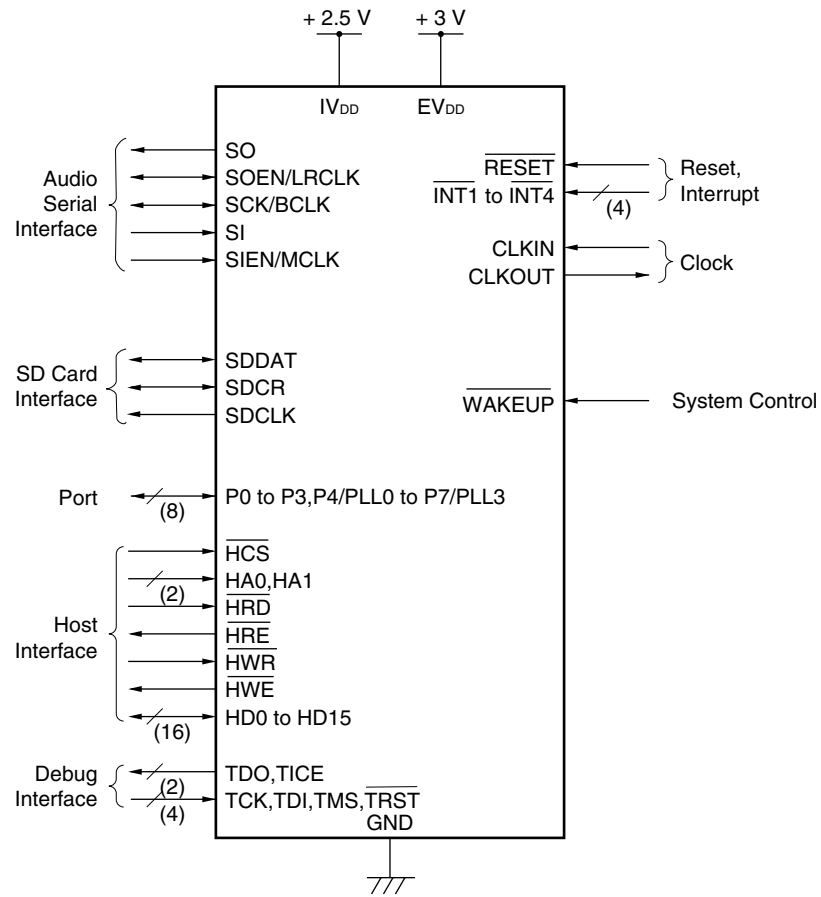 + 2.5 V
+ 3 V
IVDD
EVDD
Audio
Serial
Interface
SO
SOEN/LRCLK
SCK/BCLK
SI
SIEN/MCLK
RESET
INT1 to INT4
(4)
Reset,
Interrupt
CLKIN
CLKOUT
Clock
SD Card
Interface
SDDAT
SDCR
SDCLK
WAKEUP
System Control
Port
(8)
P0 to P3,P4/PLL0 to P7/PLL3
Host
Interface
HCS
(2)
HA0,HA1
HRD
HRE
HWR
HWE
(16)
HD0 to HD15
Debug
Interface
(2)
TDO,TICE
(4)
TCK,TDI,TMS,TRST
GND